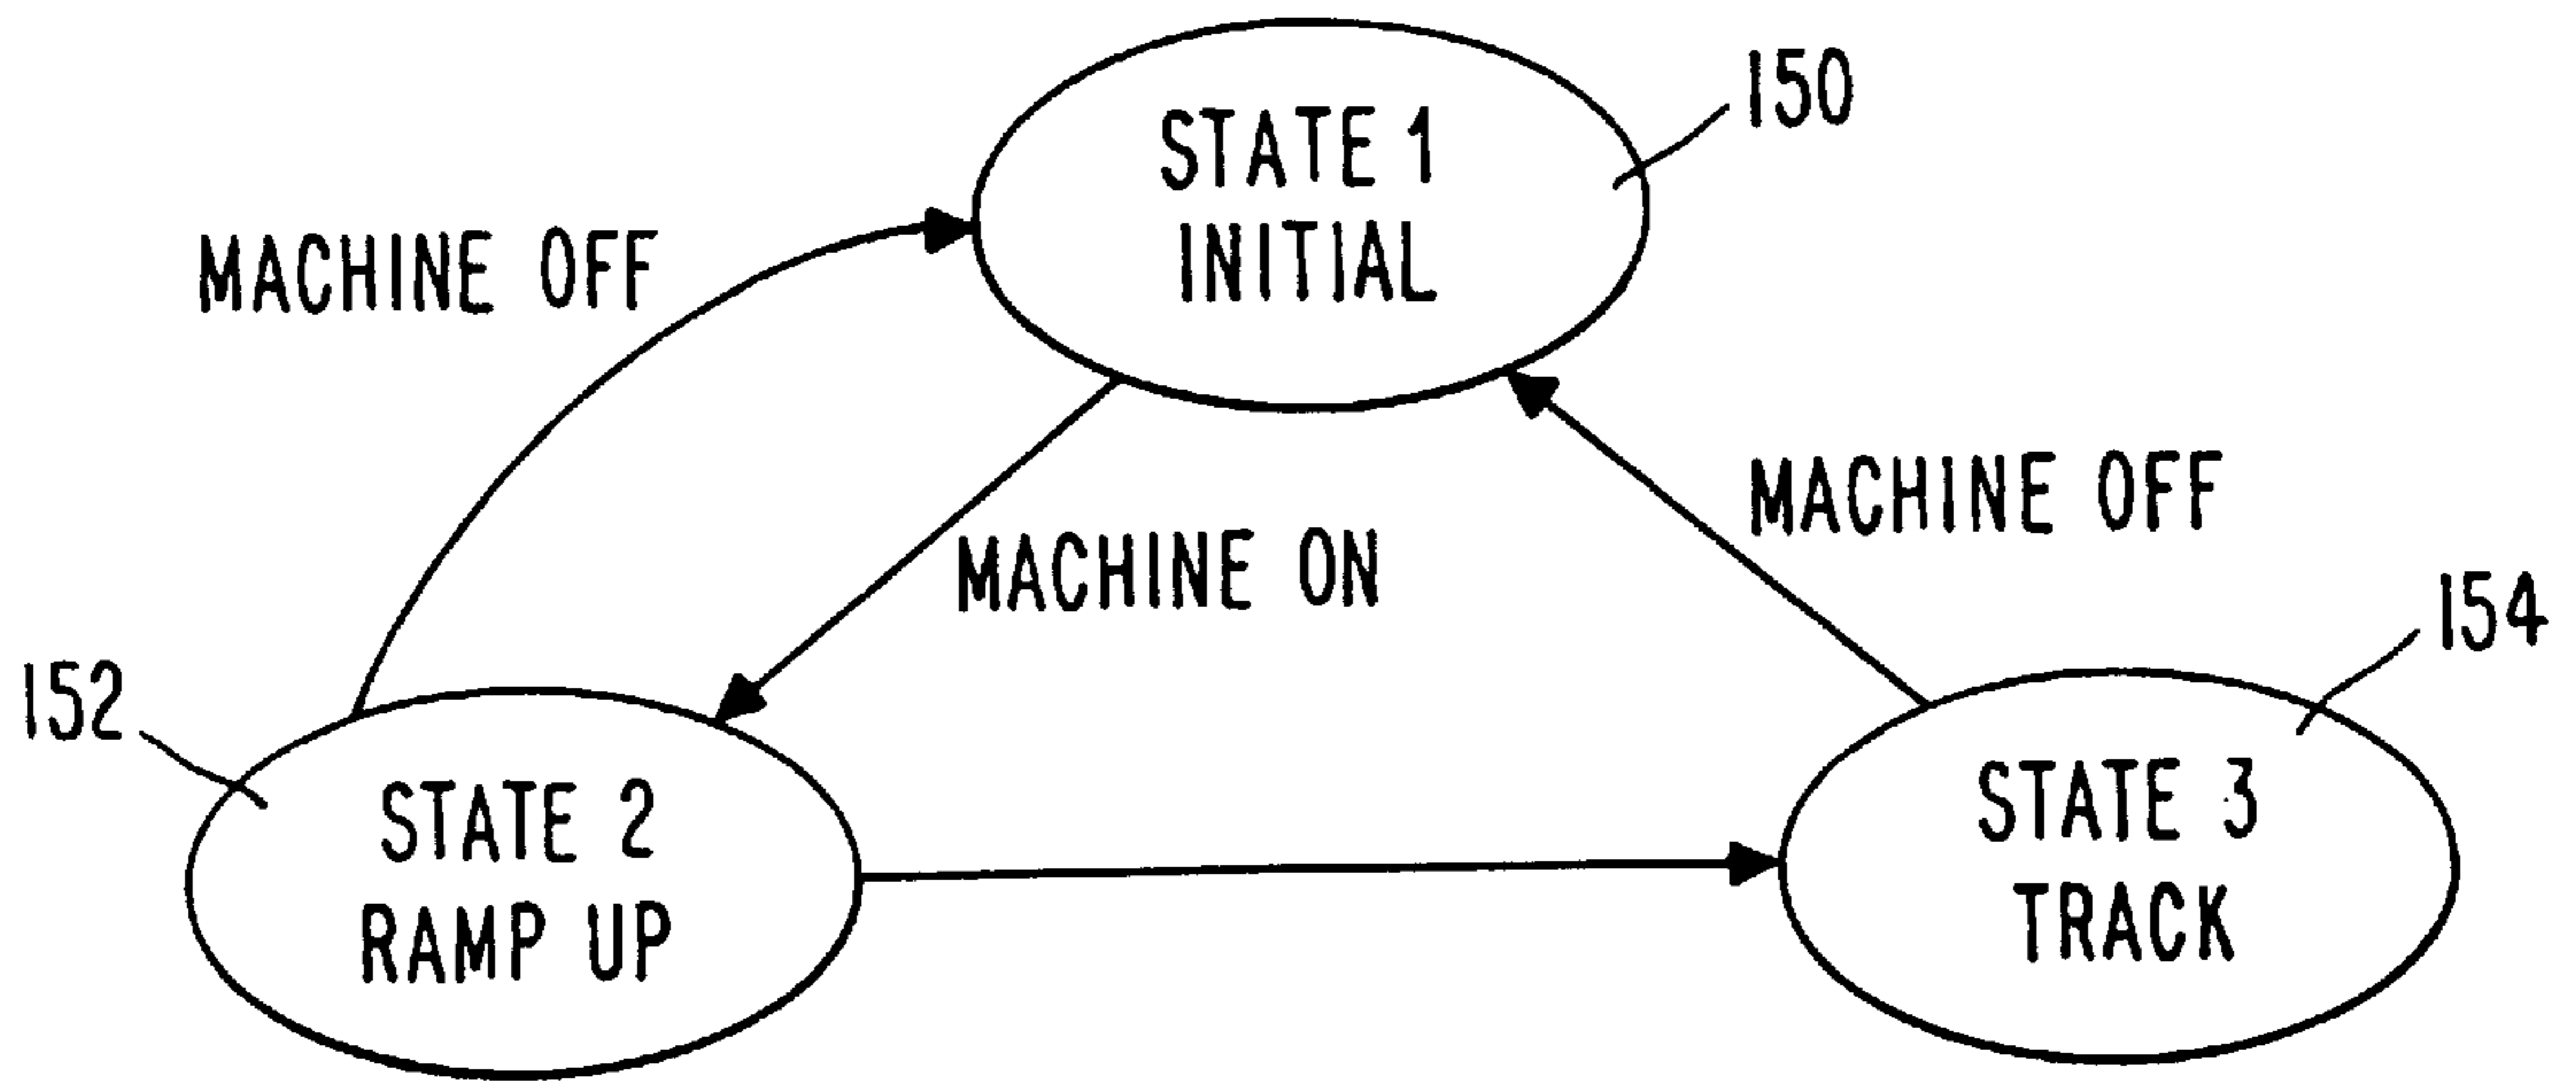 STATE 1
INITIAL
150
MACHINE OFF
MACHINE ON
MACHINE OFF
152
STATE 2
RAMP UP
154
STATE 3
TRACK